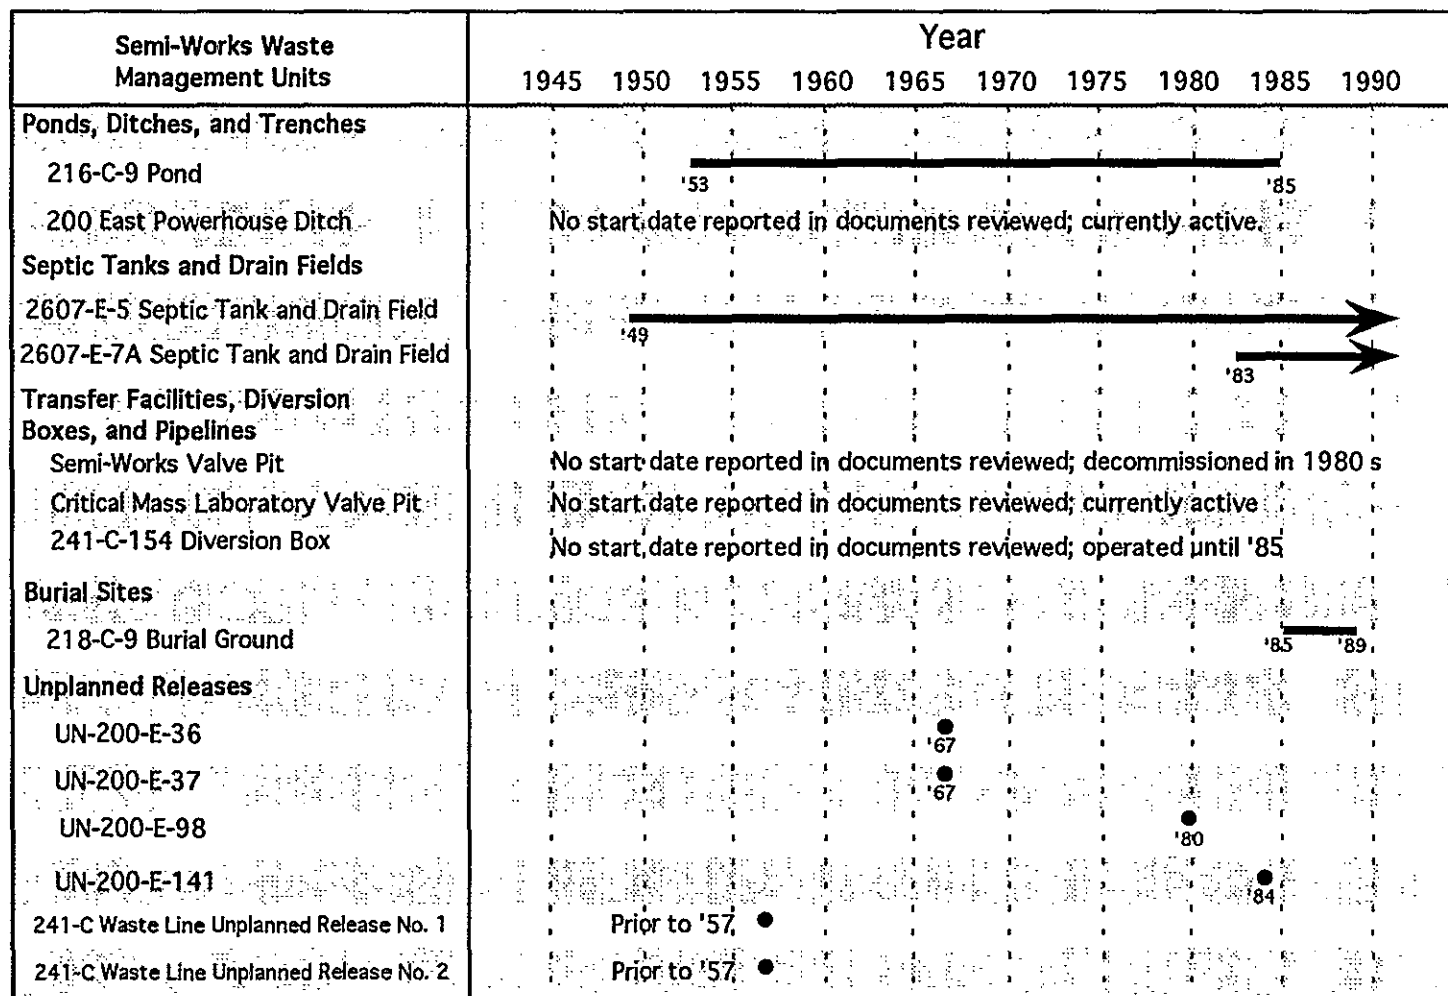 Semi-Works Waste
Management Units
Year
1945 1950 1955 1960 1965 1970 1975 1980 1985 1990
Ponds, Ditches, and Trenches
216-C-9 Pond
'53 '85
200 East Powerhouse Ditch No start date reported in documents reviewed; currently active.
Septic Tanks and Drain Fields
2607-E-5 Septic Tank and Drain Field
'49
2607-E-7A Septic Tank and Drain Field
'83
Transfer Facilities, Diversion
Boxes, and Pipelines
Semi-Works Valve Pit No start date reported in documents reviewed; decommissioned in 1980 s
Critical Mass Laboratory Valve Pit No start date reported in documents reviewed; currently active
241-C-154 Diversion Box No start date reported in documents reviewed; operated until '85
Burial Sites
218-C-9 Burial Ground
'85 '89
Unplanned Releases
UN-200-E-36
'67
UN-200-E-37
'67
UN-200-E-98
'80
UN-200-E-141
'84
241-C Waste Line Unplanned Release No. 1 Prior to '57
241-C Waste Line Unplanned Release No. 2 Prior to '57